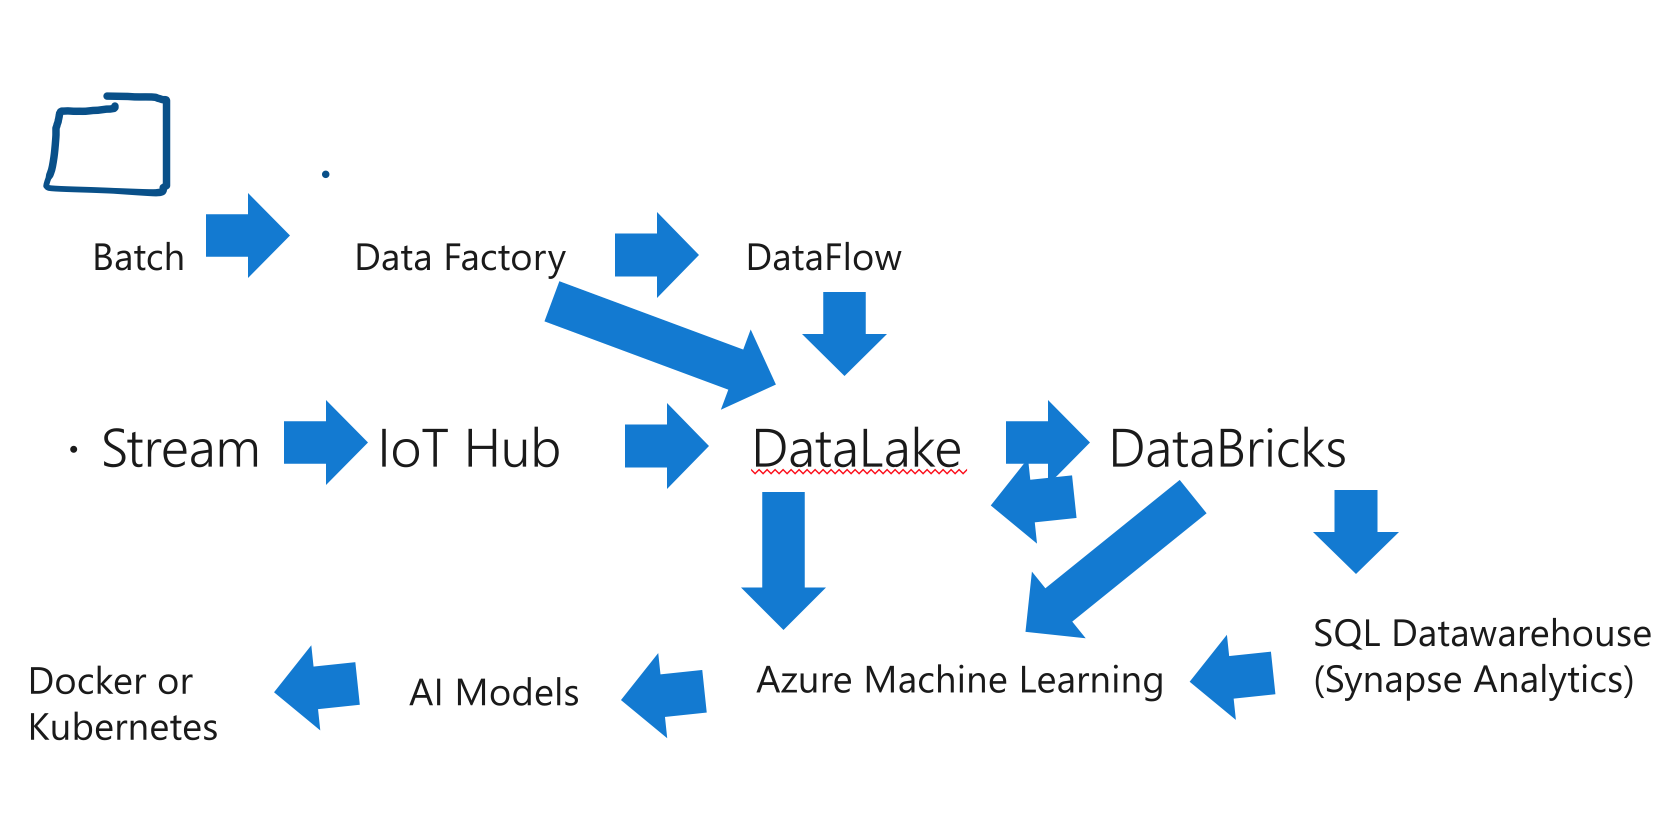 Batch
Data Factory
DataFlow
• Stream
IoT Hub
DataLake
DataBricks
SQL Datawarehouse
(Synapse Analytics)
Azure Machine Learning
AI Models
Docker or
Kubernetes